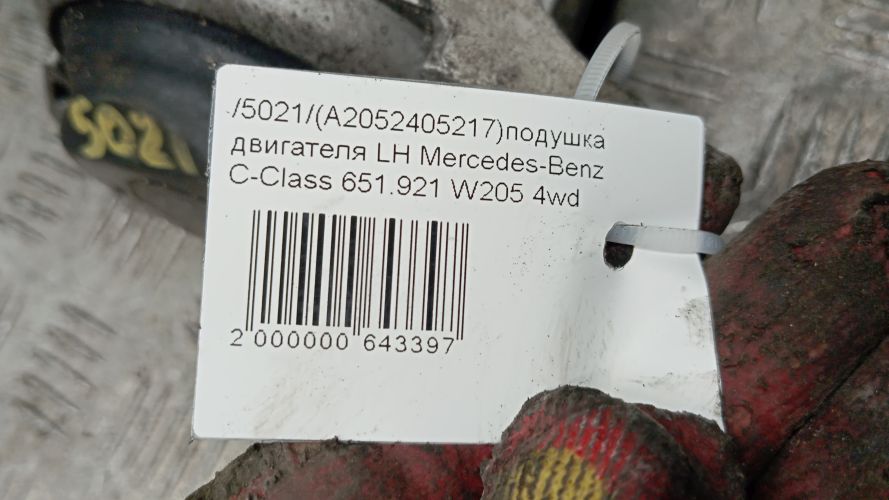 /5021/(A2052405217)подушка
двигателя LH Mercedes-Benz
C-Class 651.921 W205 4wd
2 000000 643397
5021